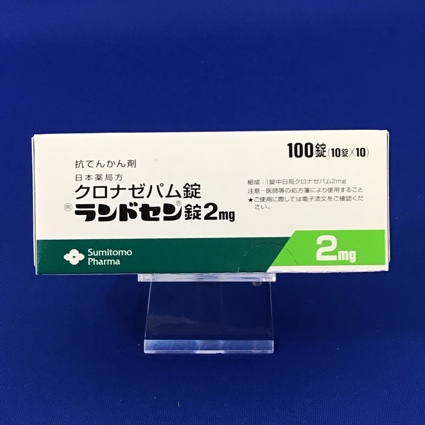 抗てんかん剤
日本薬局方
クロナゼパム錠
ランドセン®錠2mg
100錠(10錠×10)
組成:1錠中日局クロナゼパム2mg
注意−医師等の処方箋により使用すること
★ご使用に際しては電子添文をご確認くだ
さい。
Sumitomo
Pharma
2mg